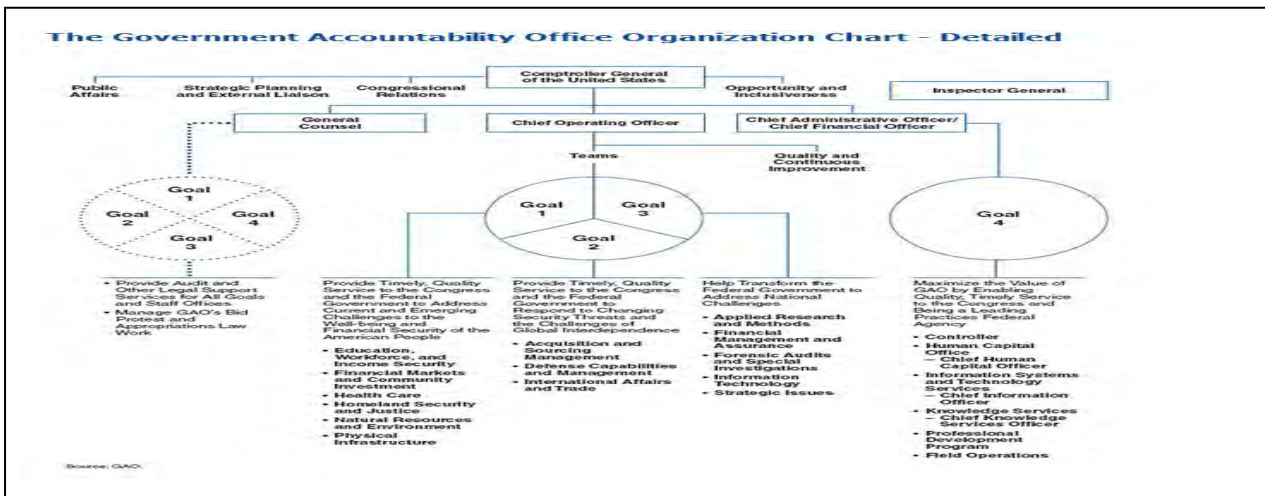 The Government Accountability Office Organization Chart - Detailed
Comptroller General
of the United States
Public
Affairs
Strategic Planning
and External Liaison
Congressional
Relations
Opportunity and
Inclusiveness
Inspector General
General
Counsel
Chief Operating Officer
Chief Administrative Officer/
Chief Financial Officer
Teams
Quality and
Continuous
Improvement
Goal
1
Goal
2
Goal
4
Goal
3
Goal
1
Goal
3
Goal
2
Goal
4
• Provide Audit and
Other Legal Support
Services for All Goals
and Staff Offices
• Manage GAO's Bid
Protest and
Appropriations Law
Work
Provide Timely, Quality
Service to the Congress
and the Federal
Government to Address
Current and Emerging
Challenges to the
Well-being and
Financial Security of the
American People
• Education,
Workforce, and
Income Security
• Financial Markets
and Community
Investment
• Health Care
• Homeland Security
and Justice
• Natural Resources
and Environment
• Physical
Infrastructure
Provide Timely, Quality
Service to the Congress
and the Federal
Government to
Respond to Changing
Security Threats and
the Challenges of
Global Interdependence
• Acquisition and
Sourcing
Management
• Defense Capabilities
and Management
• International Affairs
and Trade
Help Transform the
Federal Government to
Address National
Challenges
• Applied Research
and Methods
• Financial
Management and
Assurance
• Forensic Audits
and Special
Investigations
• Information
Technology
• Strategic Issues
Maximize the Value of
GAO by Enabling
Quality, Timely Service
to the Congress and
Being a Leading
Practices Federal
Agency
• Controller
• Human Capital
Office
– Chief Human
Capital Officer
• Information Systems
and Technology
Services
– Chief Information
Officer
• Knowledge Services
– Chief Knowledge
Services Officer
• Professional
Development
Program
• Field Operations
Source: GAO.